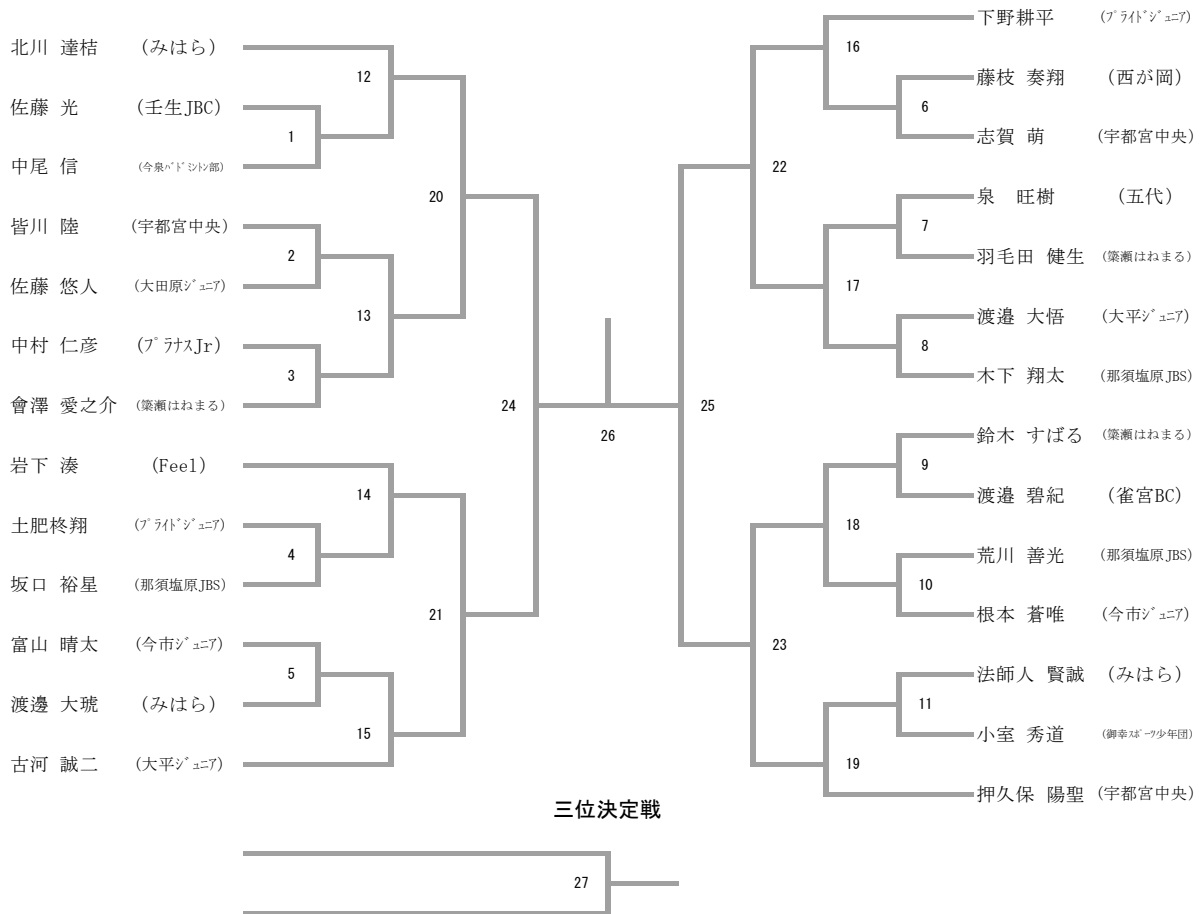 北川 達桔 (みはら)
12
佐藤 光 (壬生JBC)
1
中尾 信 (今泉バドミントン部)
20
皆川 陸 (宇都宮中央)
2
佐藤 悠人 (大田原ジュニア)
13
中村 仁彦 (プラナスJr)
3
會澤 愛之介 (簗瀬はねまる)
24
岩下 湊 (Feel)
14
土肥柊翔 (プライドジュニア)
4
坂口 裕星 (那須塩原JBS)
21
富山 晴太 (今市ジュニア)
5
渡邊 大琥 (みはら)
15
古河 誠二 (大平ジュニア)
26
下野耕平 (プライドジュニア)
16
藤枝 奏翔 (西が岡)
6
志賀 萌 (宇都宮中央)
22
泉 旺樹 (五代)
7
羽毛田 健生 (簗瀬はねまる)
17
渡邉 大悟 (大平ジュニア)
8
木下 翔太 (那須塩原JBS)
25
鈴木 すばる (簗瀬はねまる)
9
渡邉 碧紀 (雀宮BC)
18
荒川 善光 (那須塩原JBS)
10
根本 蒼唯 (今市ジュニア)
23
法師人 賢誠 (みはら)
11
小室 秀道 (御幸スポーツ少年団)
19
押久保 陽聖 (宇都宮中央)
三位決定戦
27